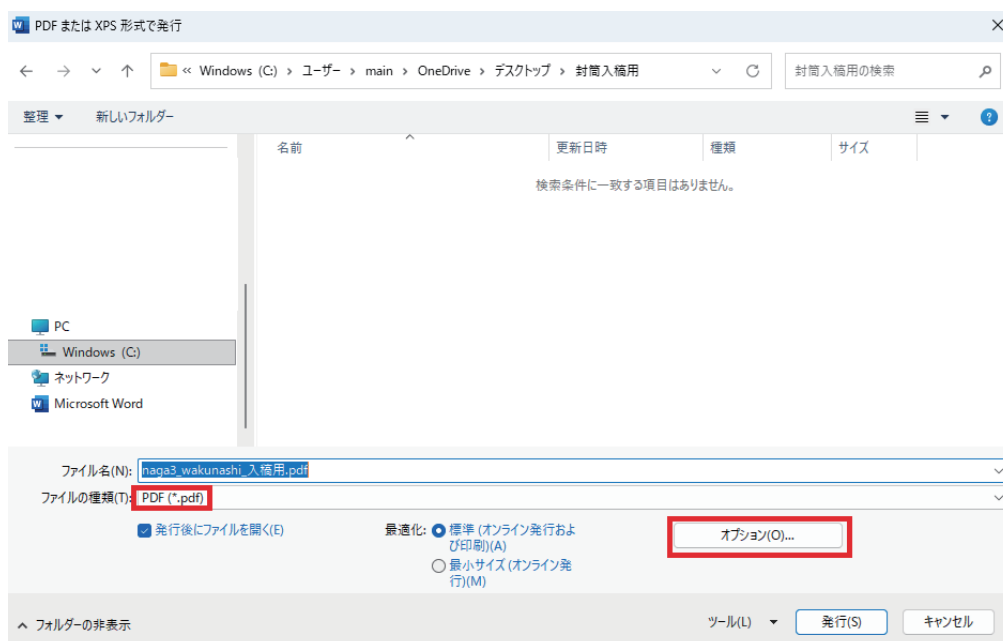 PDF または XPS 形式で発行
« Windows (C:) › ユーザー › main › OneDrive › デスクトップ › 封筒入稿用
封筒入稿用の検索
整理
新しいフォルダー
名前 更新日時 種類 サイズ
検索条件に一致する項目はありません。
PC
Windows (C:)
ネットワーク
Microsoft Word
ファイル名(N): naga3_wakunashi_入稿用.pdf
ファイルの種類(T): PDF (*.pdf)
発行後にファイルを開く(E)
最適化: 標準 (オンライン発行およ
び印刷)(A)
最小サイズ (オンライン発
行)(M)
オプション(O)...
フォルダーの非表示
ツール(L) 発行(S) キャンセル